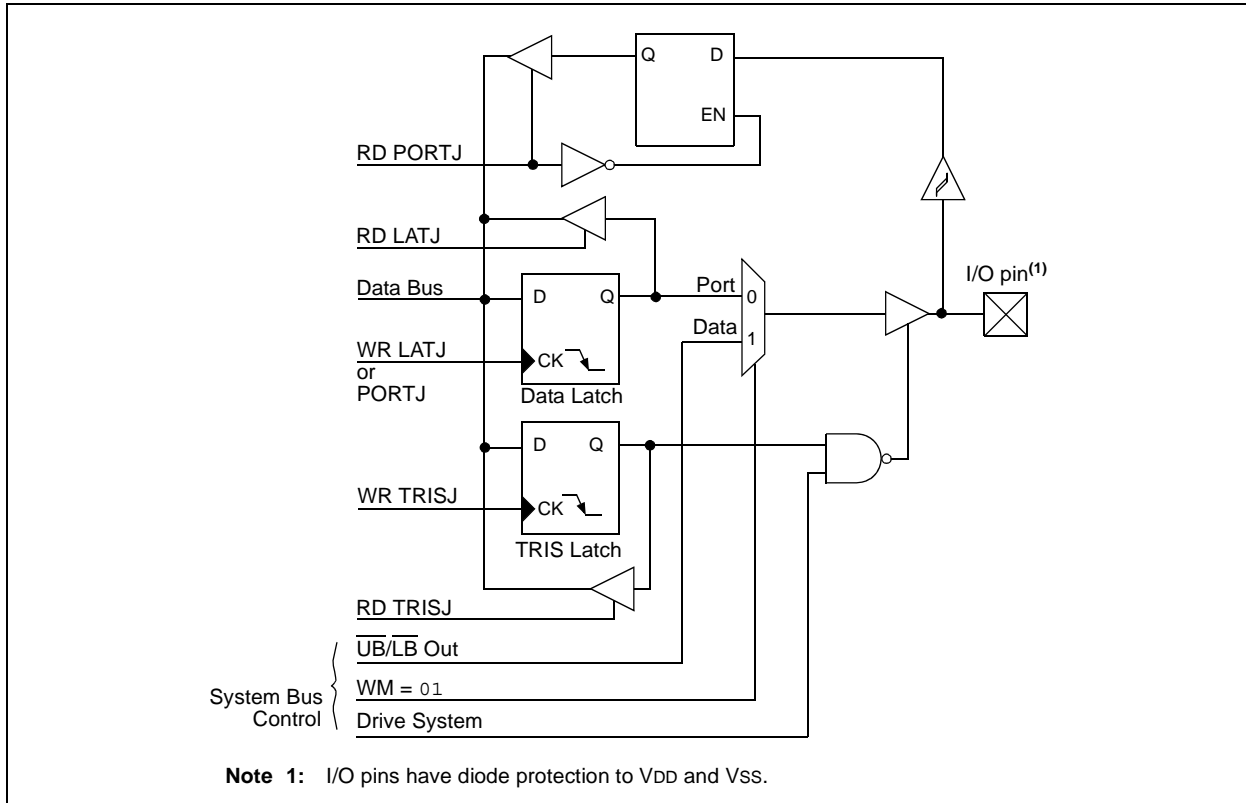 Q D
EN
RD PORTJ
RD LATJ
I/O pin(1)
Data Bus
D Q
Port
0
Data
1
WR LATJ
or
PORTJ
CK
Data Latch
D Q
WR TRISJ
CK
TRIS Latch
RD TRISJ
U̅B̅/L̅B̅ Out
WM = 01
System Bus
Control
Drive System
Note 1: I/O pins have diode protection to VDD and VSS.